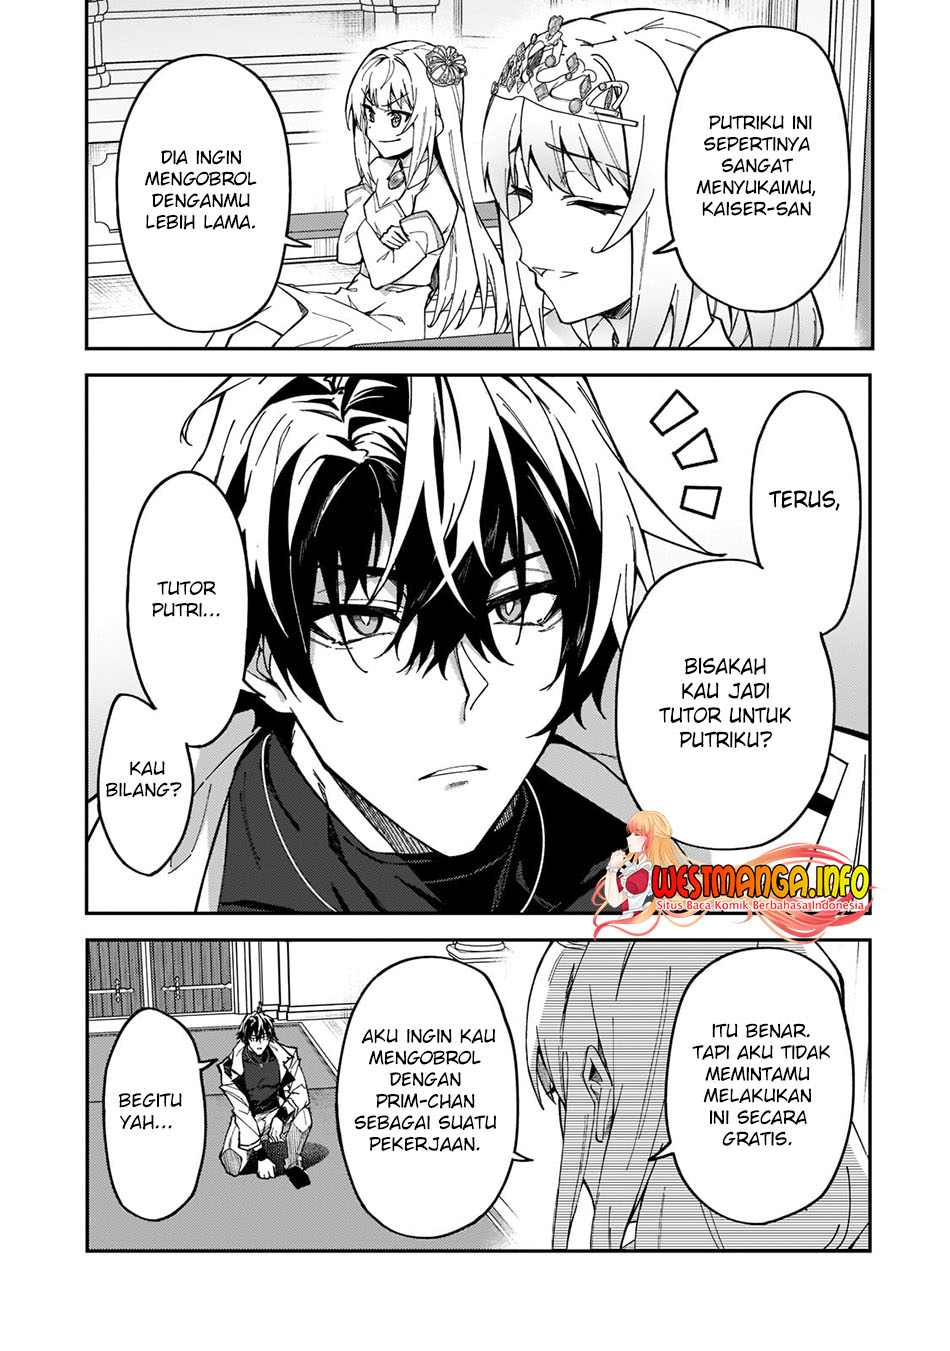 PUTRIKU INI
SEPERTINYA
SANGAT
MENYUKAIMU,
KAISER-SAN
DIA INGIN
MENGOBROL
DENGANMU
LEBIH LAMA.
TERUS,
BISAKAH
KAU JADI
TUTOR UNTUK
PUTRIKU?
TUTOR
PUTRI...
KAU
BILANG?
WESTMANGA.INFO
Situs Baca Komik Berbahasa Indonesia
ITU BENAR.
TAPI AKU TIDAK
MEMINTAMU
MELAKUKAN
INI SECARA
GRATIS.
AKU INGIN KAU
MENGOBROL
DENGAN
PRIM-CHAN
SEBAGAI SUATU
PEKERJAAN.
BEGITU
YAH...